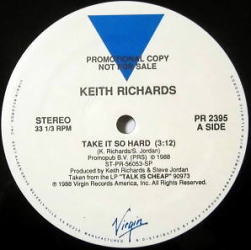 PROMOTIONAL COPY
NOT FOR SALE
KEITH RICHARDS
STEREO
33 1/3 RPM
PR 2395
A SIDE
TAKE IT SO HARD (3:12)
(K. Richards/S. Jordan)
Promopub B.V. (PRS) ℗ 1988
ST-PR-56053-SP
Produced by Keith Richards & Steve Jordan
Taken from the LP "TALK IS CHEAP" 90973
℗ 1988 Virgin Records America, Inc. All Rights Reserved.
Virgin